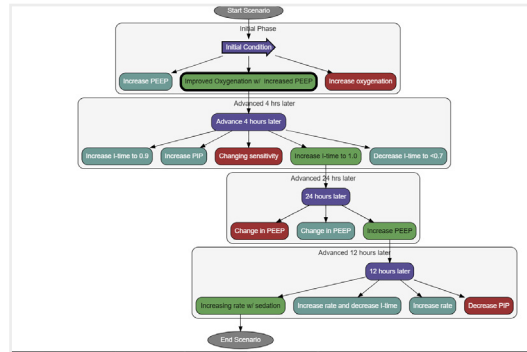 Start Scenario
Initial Phase
Initial Condition
Increase PEEP
Improved Oxygenation w/ increased PEEP
Increase oxygenation
Advanced 4 hrs later
Advance 4 hours later
Increase I-time to 0.9
Increase PIP
Changing sensitivity
Increase I-time to 1.0
Decrease I-time to <0.7
Advanced 24 hrs later
24 hours later
Change in PEEP
Change in PEEP
Increase PEEP
Advanced 12 hours later
12 hours later
Increasing rate w/ sedation
Increase rate and decrease I-time
Increase rate
Decrease PIP
End Scenario